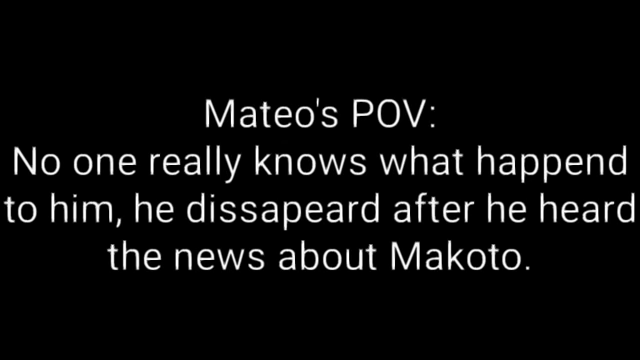 Mateo's POV:
No one really knows what happend
to him, he dissapeard after he heard
the news about Makoto.